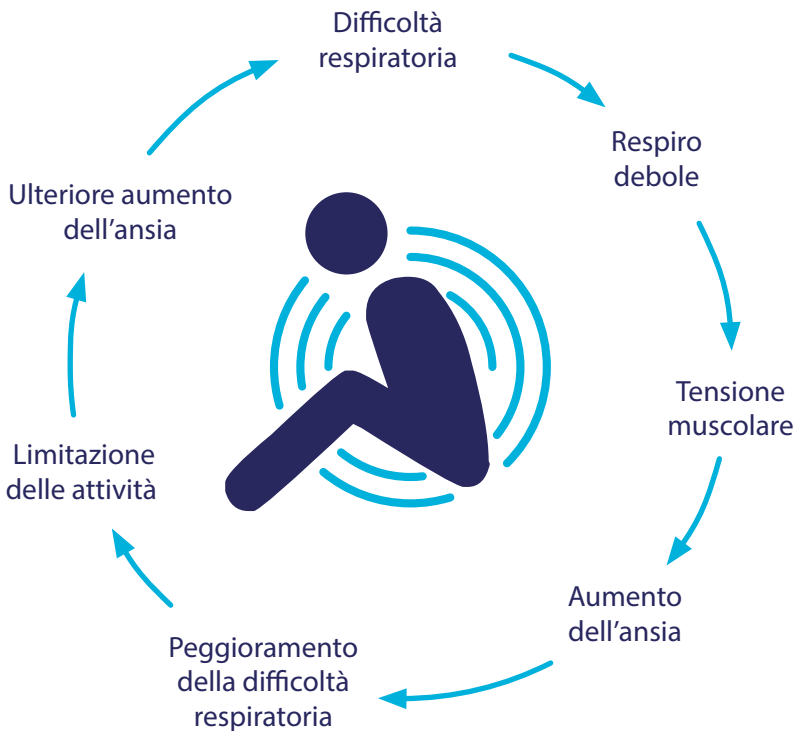 Difficoltà
respiratoria
Respiro
debole
Tensione
muscolare
Aumento
dell’ansia
Peggioramento
della difficoltà
respiratoria
Limitazione
delle attività
Ulteriore aumento
dell’ansia